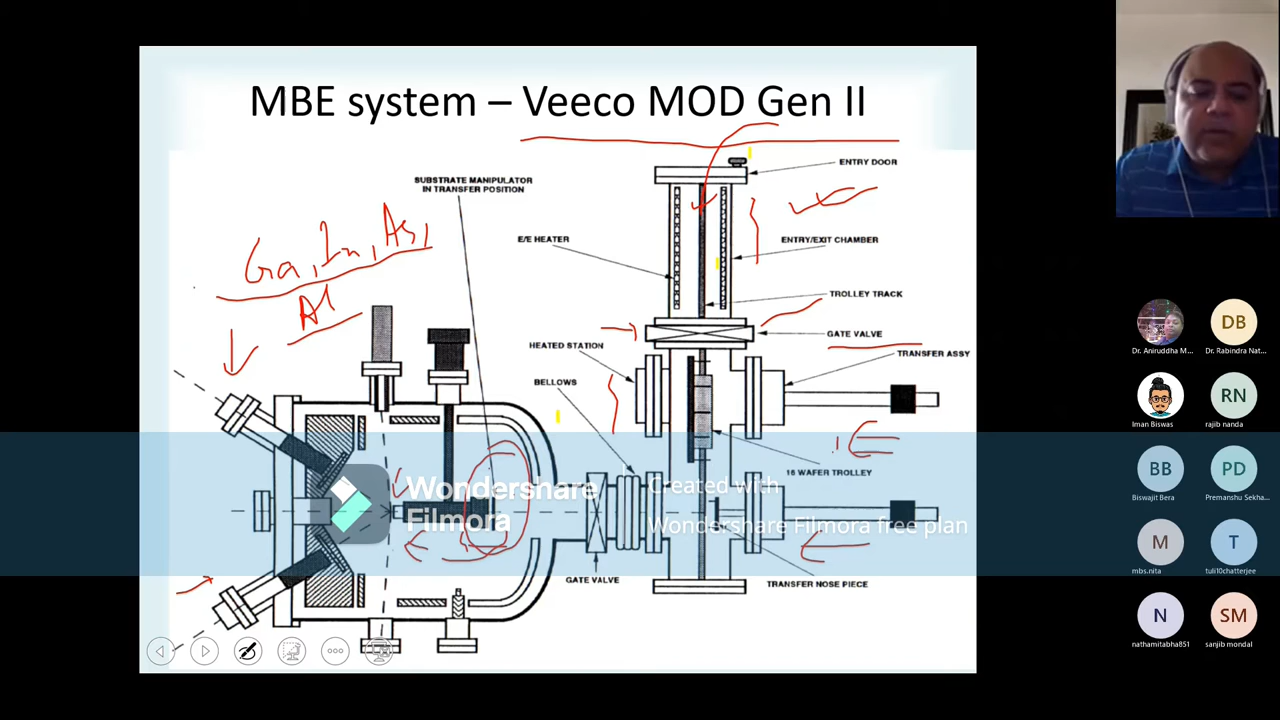 MBE system – Veeco MOD Gen II
SUBSTRATE MANIPULATOR
IN TRANSFER POSITION
ENTRY DOOR
E/E HEATER
ENTRY/EXIT CHAMBER
TROLLEY TRACK
GATE VALVE
HEATED STATION
TRANSFER ASSY
BELLOWS
16 WAFER TROLLEY
GATE VALVE
TRANSFER NOSE PIECE
Ga, In, As,
Al
Wondershare
Filmora
Created with
Wondershare Filmora free plan
Dr. Aniruddha M...
DB
Dr. Rabindra Nat...
Iman Biswas
RN
rajib nanda
BB
Biswajit Bera
PD
Premanshu Sekha...
M
mbs.nita
T
tuli10chatterjee
N
nathamitabha851
SM
sanjib mondal